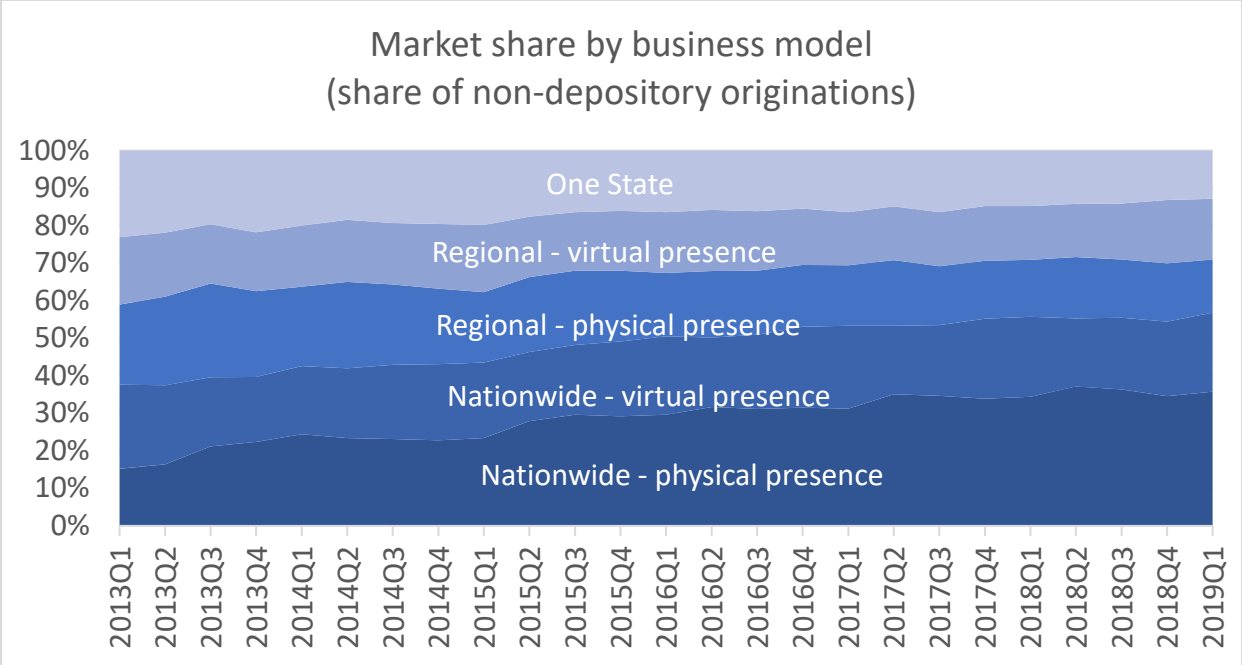 Market share by business model
(share of non-depository originations)
100%
90%
80%
70%
60%
50%
40%
30%
20%
10%
0%
One State
Regional - virtual presence
Regional - physical presence
Nationwide - virtual presence
Nationwide - physical presence
2013Q1
2013Q2
2013Q3
2013Q4
2014Q1
2014Q2
2014Q3
2014Q4
2015Q1
2015Q2
2015Q3
2015Q4
2016Q1
2016Q2
2016Q3
2016Q4
2017Q1
2017Q2
2017Q3
2017Q4
2018Q1
2018Q2
2018Q3
2018Q4
2019Q1